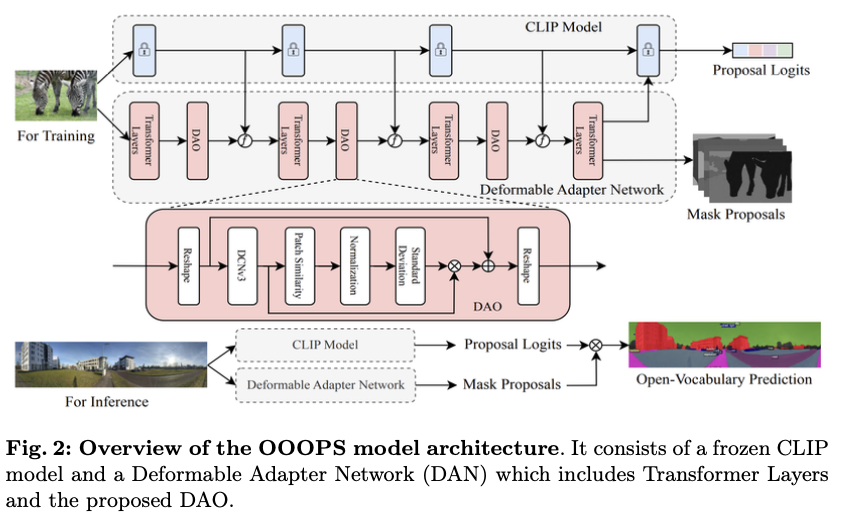 CLIP Model
Proposal Logits
For Training
Transformer Layers
DAO
f
Transformer Layers
DAO
f
Transformer Layers
DAO
f
Transformer Layers
Deformable Adapter Network
Mask Proposals
Reshape
DCNv3
Patch Similarity
Normalization
Standard Deviation
Reshape
DAO
CLIP Model
Proposal Logits
Deformable Adapter Network
Mask Proposals
For Inference
Open-Vocabulary Prediction
Fig. 2: Overview of the OOOPS model architecture. It consists of a frozen CLIP
model and a Deformable Adapter Network (DAN) which includes Transformer Layers
and the proposed DAO.